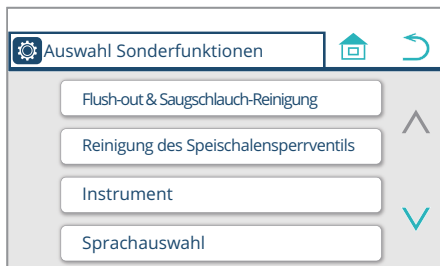 Auswahl Sonderfunktionen
Flush-out & Saugschlauch-Reinigung
Reinigung des Speischalensperrventils
Instrument
Sprachauswahl